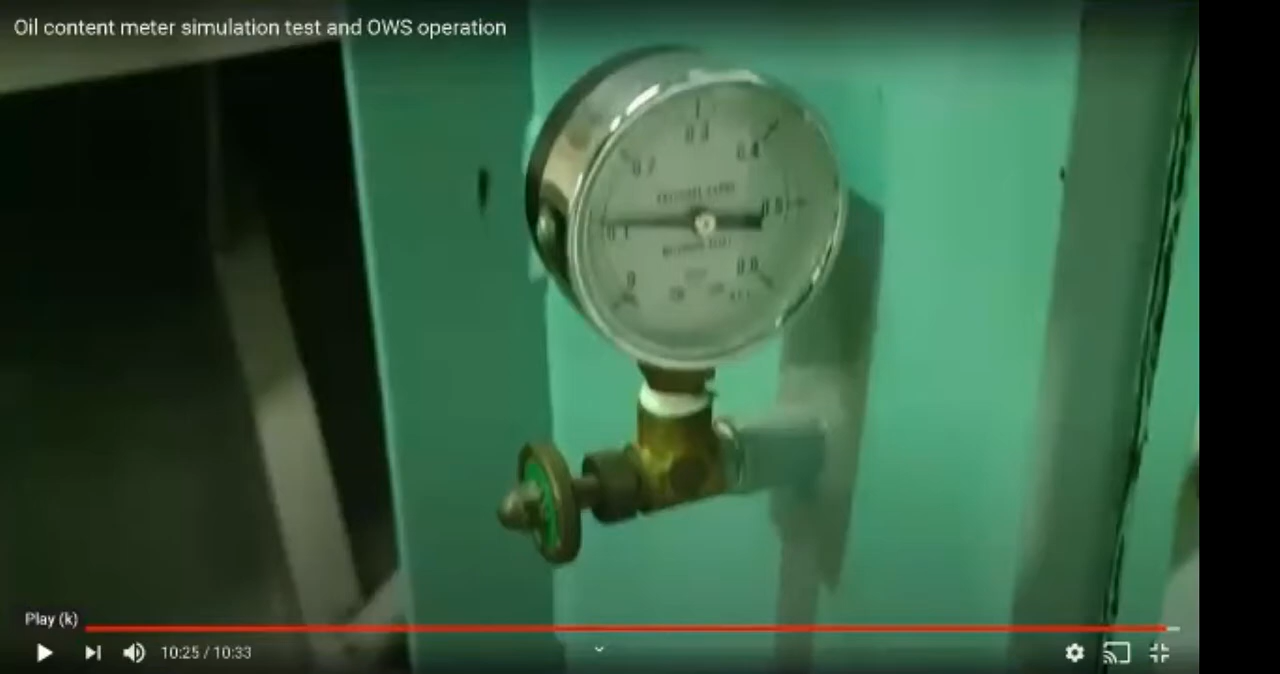 Oil content meter simulation test and OWS operation
0.3
0.2
0.4
0.1
0.5
0
0.6
Play (k)
10:25 / 10:33